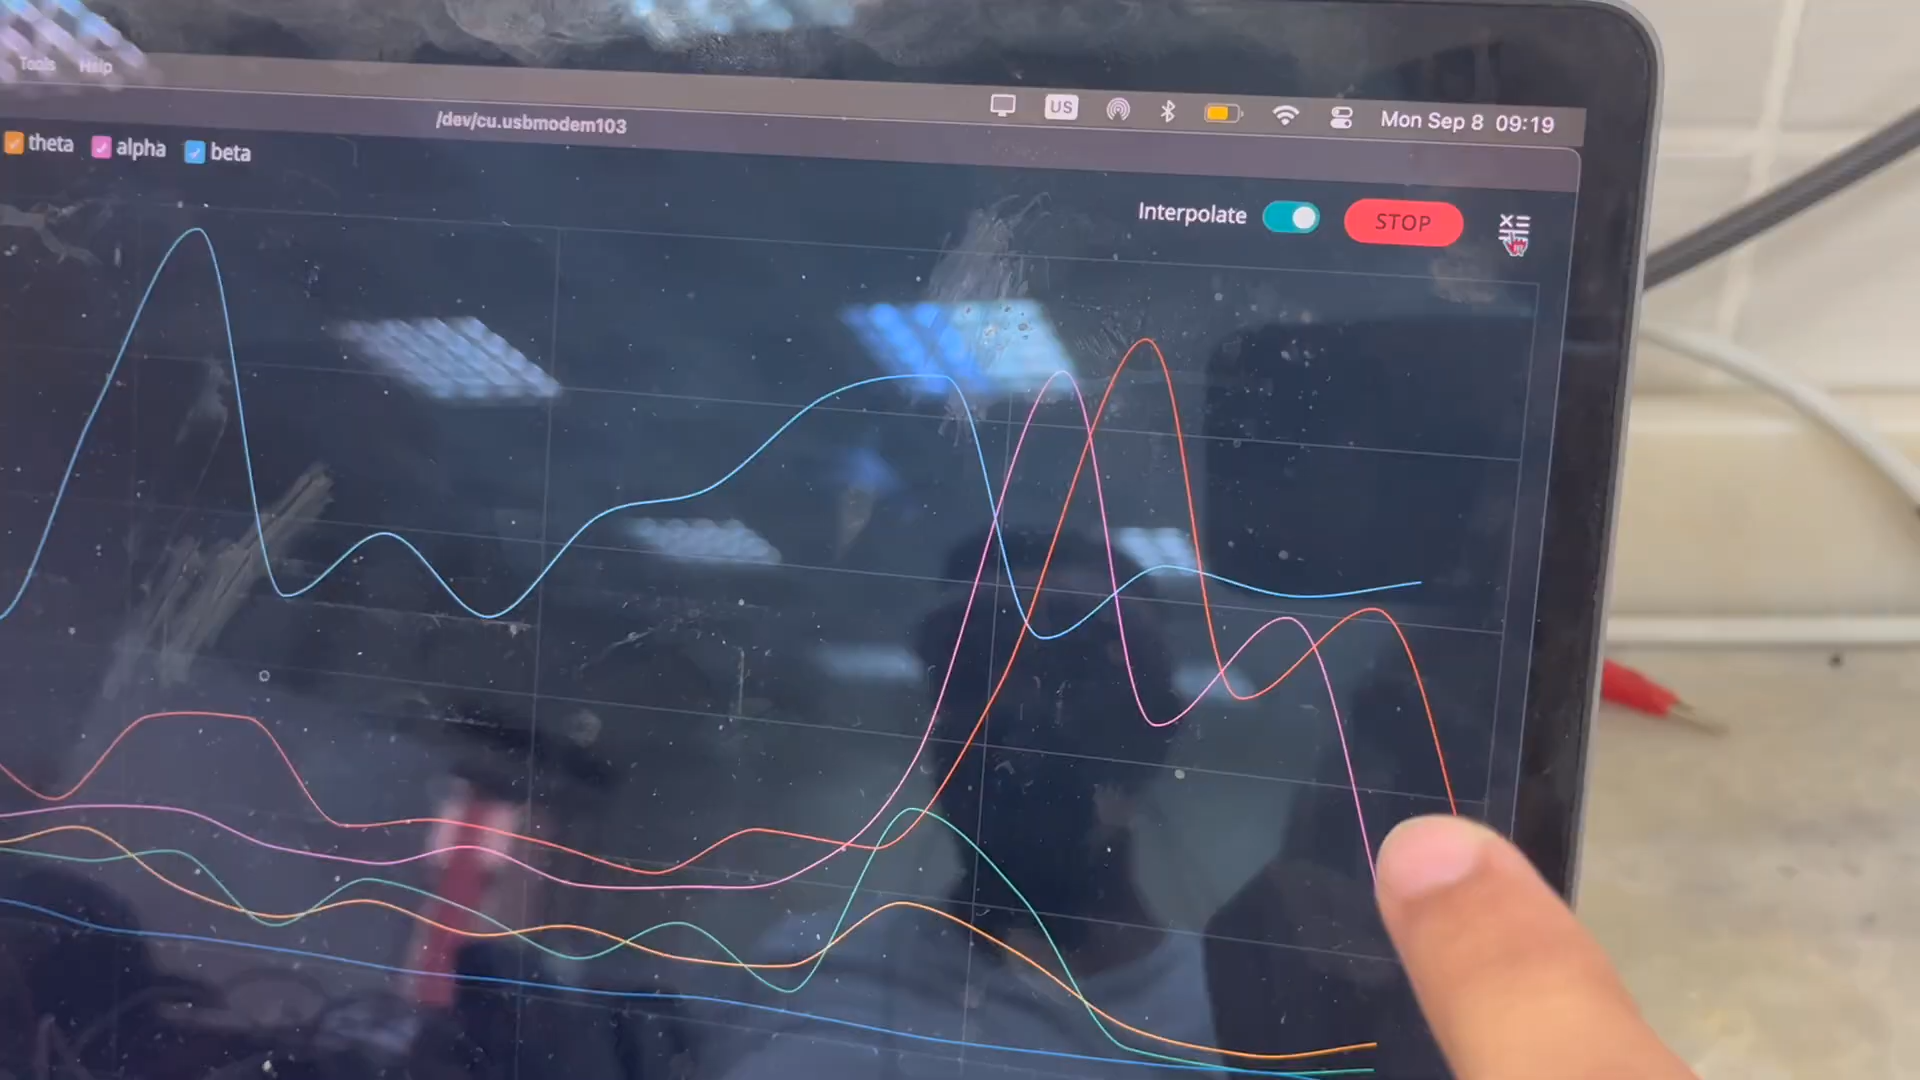 Tools Help
US Mon Sep 8 09:19
/dev/cu.usbmodem103
theta alpha beta
Interpolate STOP